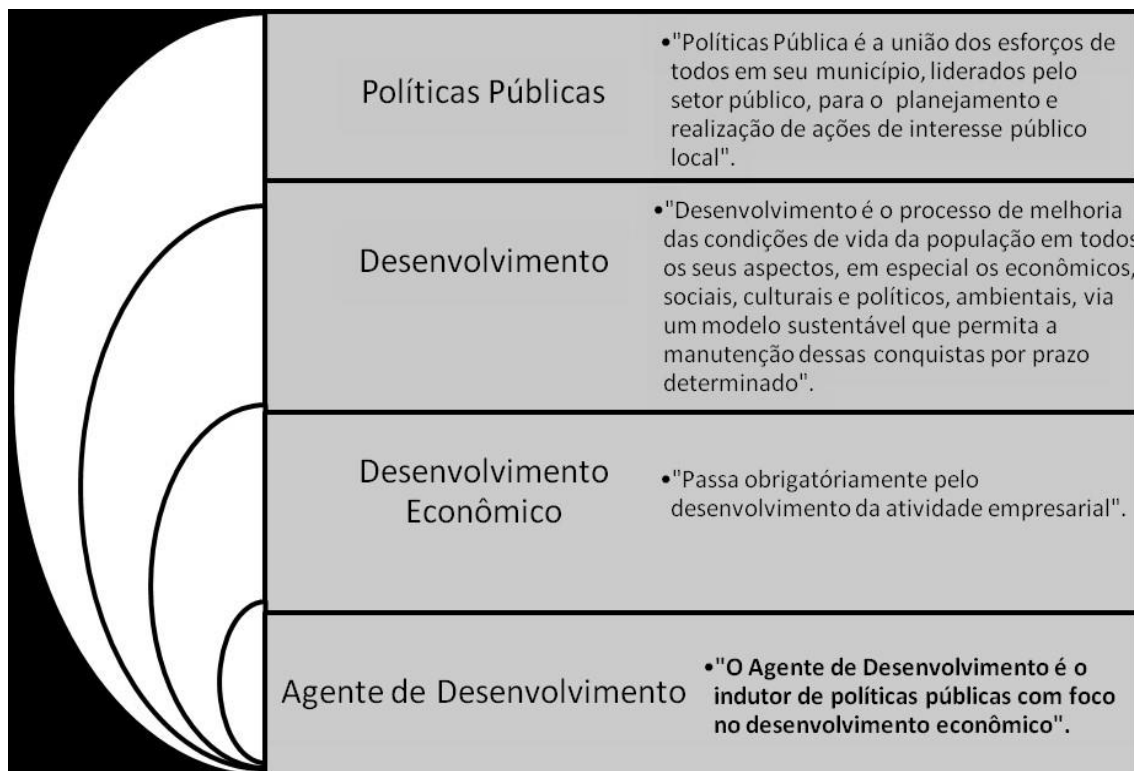 Políticas Públicas
•"Políticas Pública é a união dos esforços de
todos em seu município, liderados pelo
setor público, para o planejamento e
realização de ações de interesse público
local".
Desenvolvimento
•"Desenvolvimento é o processo de melhoria
das condições de vida da população em todos
os seus aspectos, em especial os econômicos,
sociais, culturais e políticos, ambientais, via
um modelo sustentável que permita a
manutenção dessas conquistas por prazo
determinado".
Desenvolvimento
Econômico
•"Passa obrigatóriamente pelo
desenvolvimento da atividade empresarial".
Agente de Desenvolvimento
•"O Agente de Desenvolvimento é o
indutor de políticas públicas com foco
no desenvolvimento econômico".